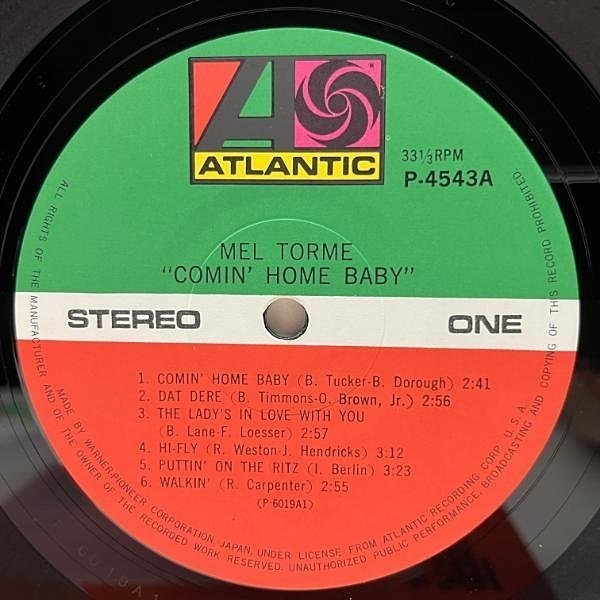 ATLANTIC
33⅓RPM
P-4543A
MEL TORME
"COMIN' HOME BABY"
STEREO
ONE
1. COMIN' HOME BABY (B. Tucker-B. Dorough) 2:41
2. DAT DERE (B. Timmons-O. Brown, Jr.) 2:56
3. THE LADY'S IN LOVE WITH YOU
(B. Lane-F. Loesser) 2:57
4. HI-FLY (R. Weston-J. Hendricks) 3:12
5. PUTTIN' ON THE RITZ (I. Berlin) 3:23
6. WALKIN' (R. Carpenter) 2:55
(P-6019A1)
ALL RIGHTS OF THE MANUFACTURER AND OF THE OWNER OF THE RECORDED WORK RESERVED. UNAUTHORIZED PUBLIC PERFORMANCE, BROADCASTING AND COPYING OF THIS RECORD PROHIBITED
MADE BY WARNER-PIONEER CORPORATION JAPAN, UNDER LICENSE FROM ATLANTIC RECORDING CORP., U.S.A.